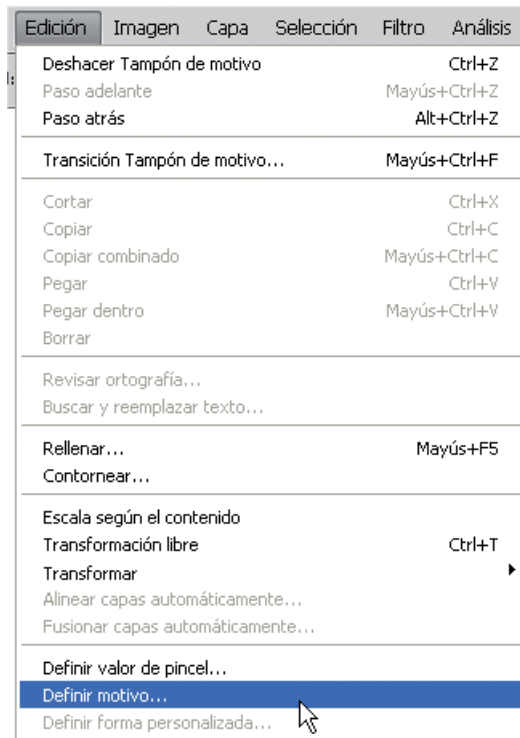 Edición Imagen Capa Selección Filtro Análisis
Deshacer Tampón de motivo Ctrl+Z
Paso adelante Mayús+Ctrl+Z
Paso atrás Alt+Ctrl+Z
Transición Tampón de motivo... Mayús+Ctrl+F
Cortar Ctrl+X
Copiar Ctrl+C
Copiar combinado Mayús+Ctrl+C
Pegar Ctrl+V
Pegar dentro Mayús+Ctrl+V
Borrar
Revisar ortografía...
Buscar y reemplazar texto...
Rellenar... Mayús+F5
Contornear...
Escala según el contenido
Transformación libre Ctrl+T
Transformar
Alinear capas automáticamente...
Fusionar capas automáticamente...
Definir valor de pincel...
Definir motivo...
Definir forma personalizada...